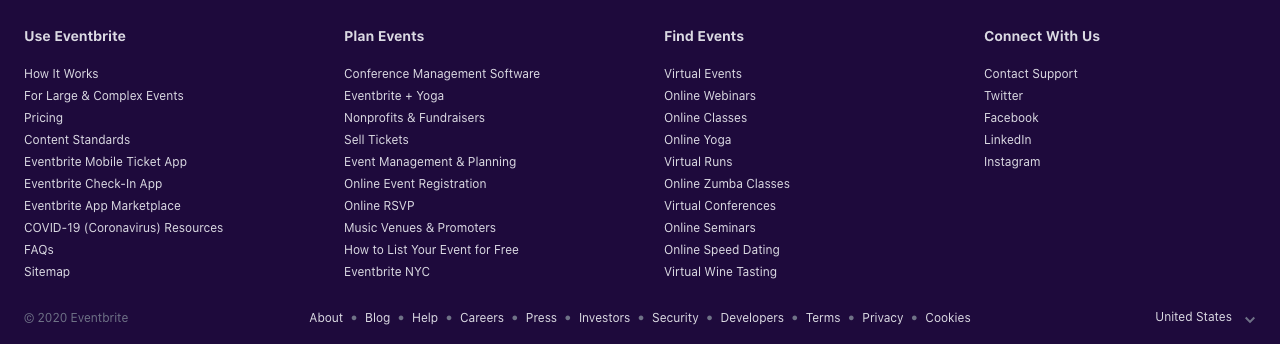 Use Eventbrite
How It Works
For Large & Complex Events
Pricing
Content Standards
Eventbrite Mobile Ticket App
Eventbrite Check-In App
Eventbrite App Marketplace
COVID-19 (Coronavirus) Resources
FAQs
Sitemap
Plan Events
Conference Management Software
Eventbrite + Yoga
Nonprofits & Fundraisers
Sell Tickets
Event Management & Planning
Online Event Registration
Online RSVP
Music Venues & Promoters
How to List Your Event for Free
Eventbrite NYC
Find Events
Virtual Events
Online Webinars
Online Classes
Online Yoga
Virtual Runs
Online Zumba Classes
Virtual Conferences
Online Seminars
Online Speed Dating
Virtual Wine Tasting
Connect With Us
Contact Support
Twitter
Facebook
LinkedIn
Instagram
© 2020 Eventbrite
About • Blog • Help • Careers • Press • Investors • Security • Developers • Terms • Privacy • Cookies
United States